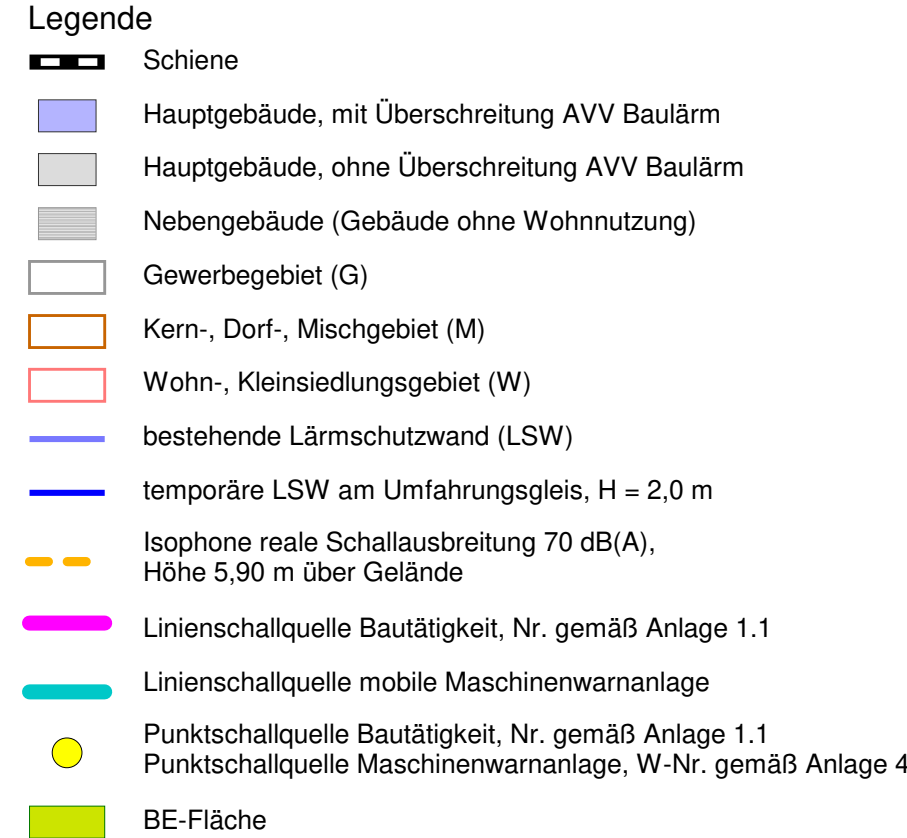 Legende
Schiene
Hauptgebäude, mit Überschreitung AVV Baulärm
Hauptgebäude, ohne Überschreitung AVV Baulärm
Nebengebäude (Gebäude ohne Wohnnutzung)
Gewerbegebiet (G)
Kern-, Dorf-, Mischgebiet (M)
Wohn-, Kleinsiedlungsgebiet (W)
bestehende Lärmschutzwand (LSW)
temporäre LSW am Umfahrungsgleis, H = 2,0 m
Isophone reale Schallausbreitung 70 dB(A),
Höhe 5,90 m über Gelände
Linienschallquelle Bautätigkeit, Nr. gemäß Anlage 1.1
Linienschallquelle mobile Maschinenwarnanlage
Punktschallquelle Bautätigkeit, Nr. gemäß Anlage 1.1
Punktschallquelle Maschinenwarnanlage, W-Nr. gemäß Anlage 4
BE-Fläche